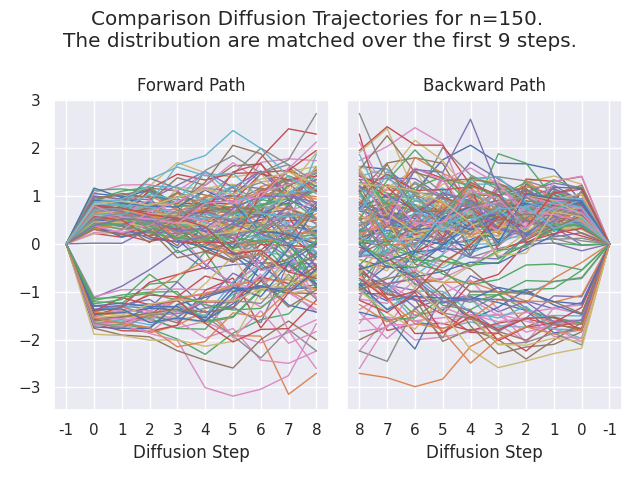 Comparison Diffusion Trajectories for n=150.
The distribution are matched over the first 9 steps.
Forward Path
Backward Path
3
2
1
0
−1
−2
−3
-1 0 1 2 3 4 5 6 7 8
8 7 6 5 4 3 2 1 0 -1
Diffusion Step
Diffusion Step